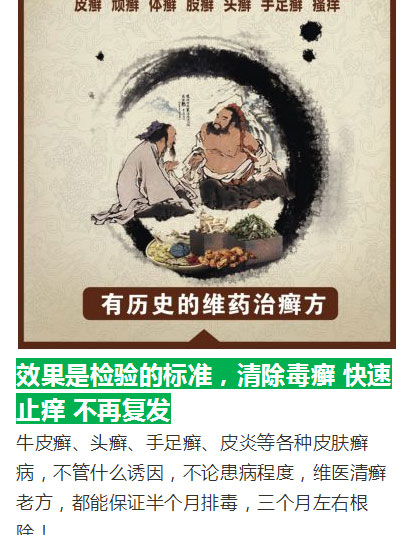 皮癣 顽癣 体癣 股癣 头癣 手足癣 瘙痒
有历史的维药治癣方
效果是检验的标准，清除毒癣 快速
止痒 不再复发
牛皮癣、头癣、手足癣、皮炎等各种皮肤癣
病，不管什么诱因，不论患病程度，维医清癣
老方，都能保证半个月排毒，三个月左右根
除！